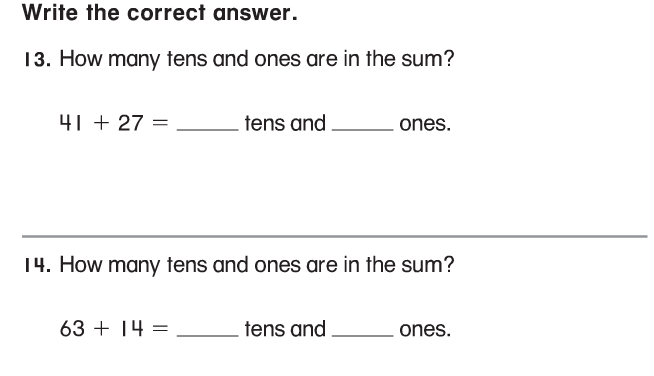 Write the correct answer.
13. How many tens and ones are in the sum?
41 + 27 = _____ tens and _____ ones.
14. How many tens and ones are in the sum?
63 + 14 = _____ tens and _____ ones.